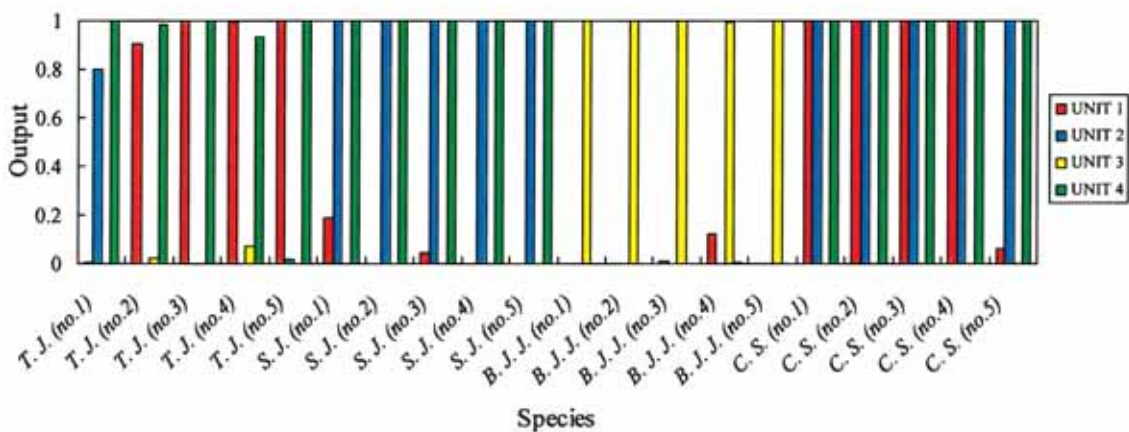 1
0.8
0.6
0.4
0.2
0
Output
UNIT 1
UNIT 2
UNIT 3
UNIT 4
T. J. (no.1)
T. J. (no.2)
T. J. (no.3)
T. J. (no.4)
T. J. (no.5)
S. J. (no.1)
S. J. (no.2)
S. J. (no.3)
S. J. (no.4)
S. J. (no.5)
B. J. J. (no.1)
B. J. J. (no.2)
B. J. J. (no.3)
B. J. J. (no.4)
B. J. J. (no.5)
C. S. (no.1)
C. S. (no.2)
C. S. (no.3)
C. S. (no.4)
C. S. (no.5)
Species